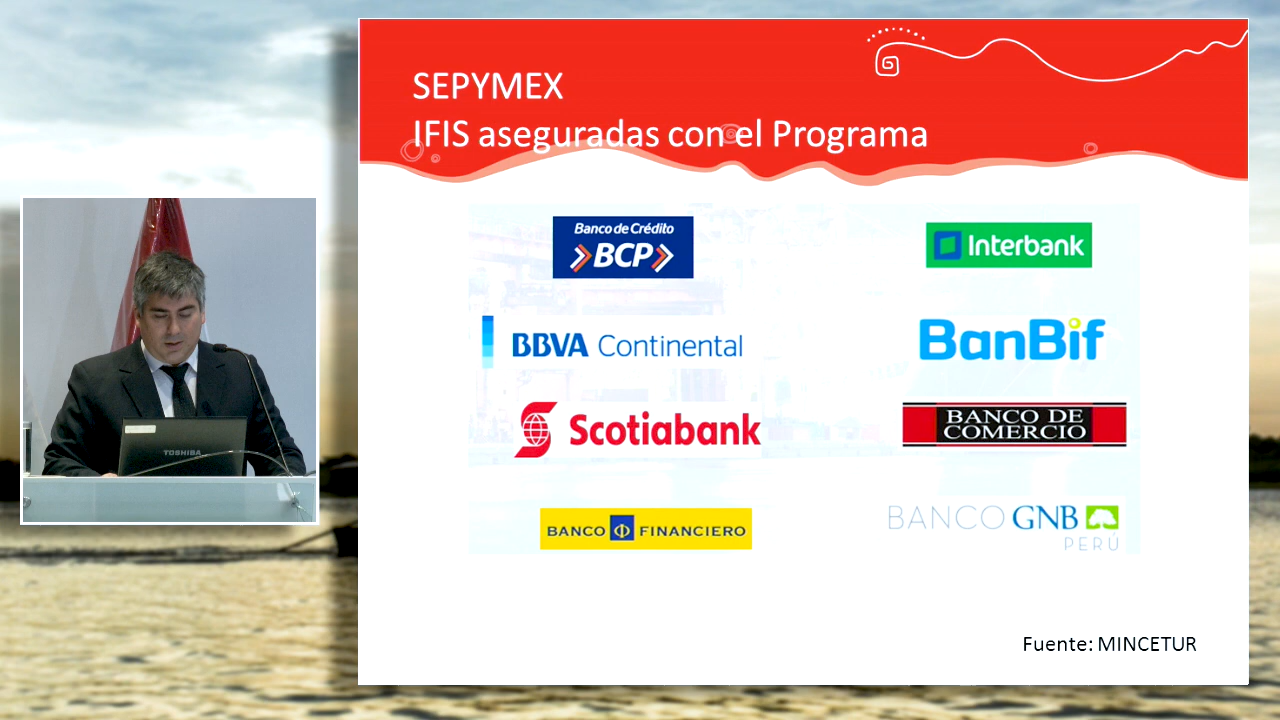 SEPYMEX
IFIS aseguradas con el Programa
Banco de Crédito
BCP
Interbank
BBVA Continental
BanBif
Scotiabank
BANCO DE
COMERCIO
BANCO FINANCIERO
BANCO GNB
PERÚ
TOSHIBA
Fuente: MINCETUR